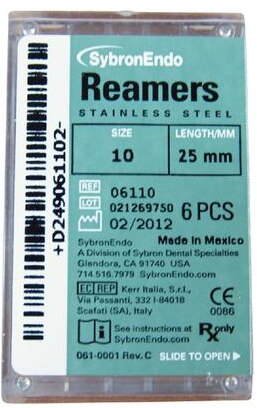 SybronEndo
Reamers
STAINLESS STEEL
SIZE
LENGTH/MM
10
25 mm
REF 06110
LOT 021269750 6 PCS
02/2012
SybronEndo Made in Mexico
A Division of Sybron Dental Specialties
Glendora, CA 91740 USA
714.516.7979 SybronEndo.com
EC REP Kerr Italia, S.r.l.,
Via Passanti, 332 I-84018
Scafati (SA), Italy
CE
0086
i See instructions at
SybronEndo.com
Rx only
061-0001 Rev. C SLIDE TO OPEN
+D249061102-